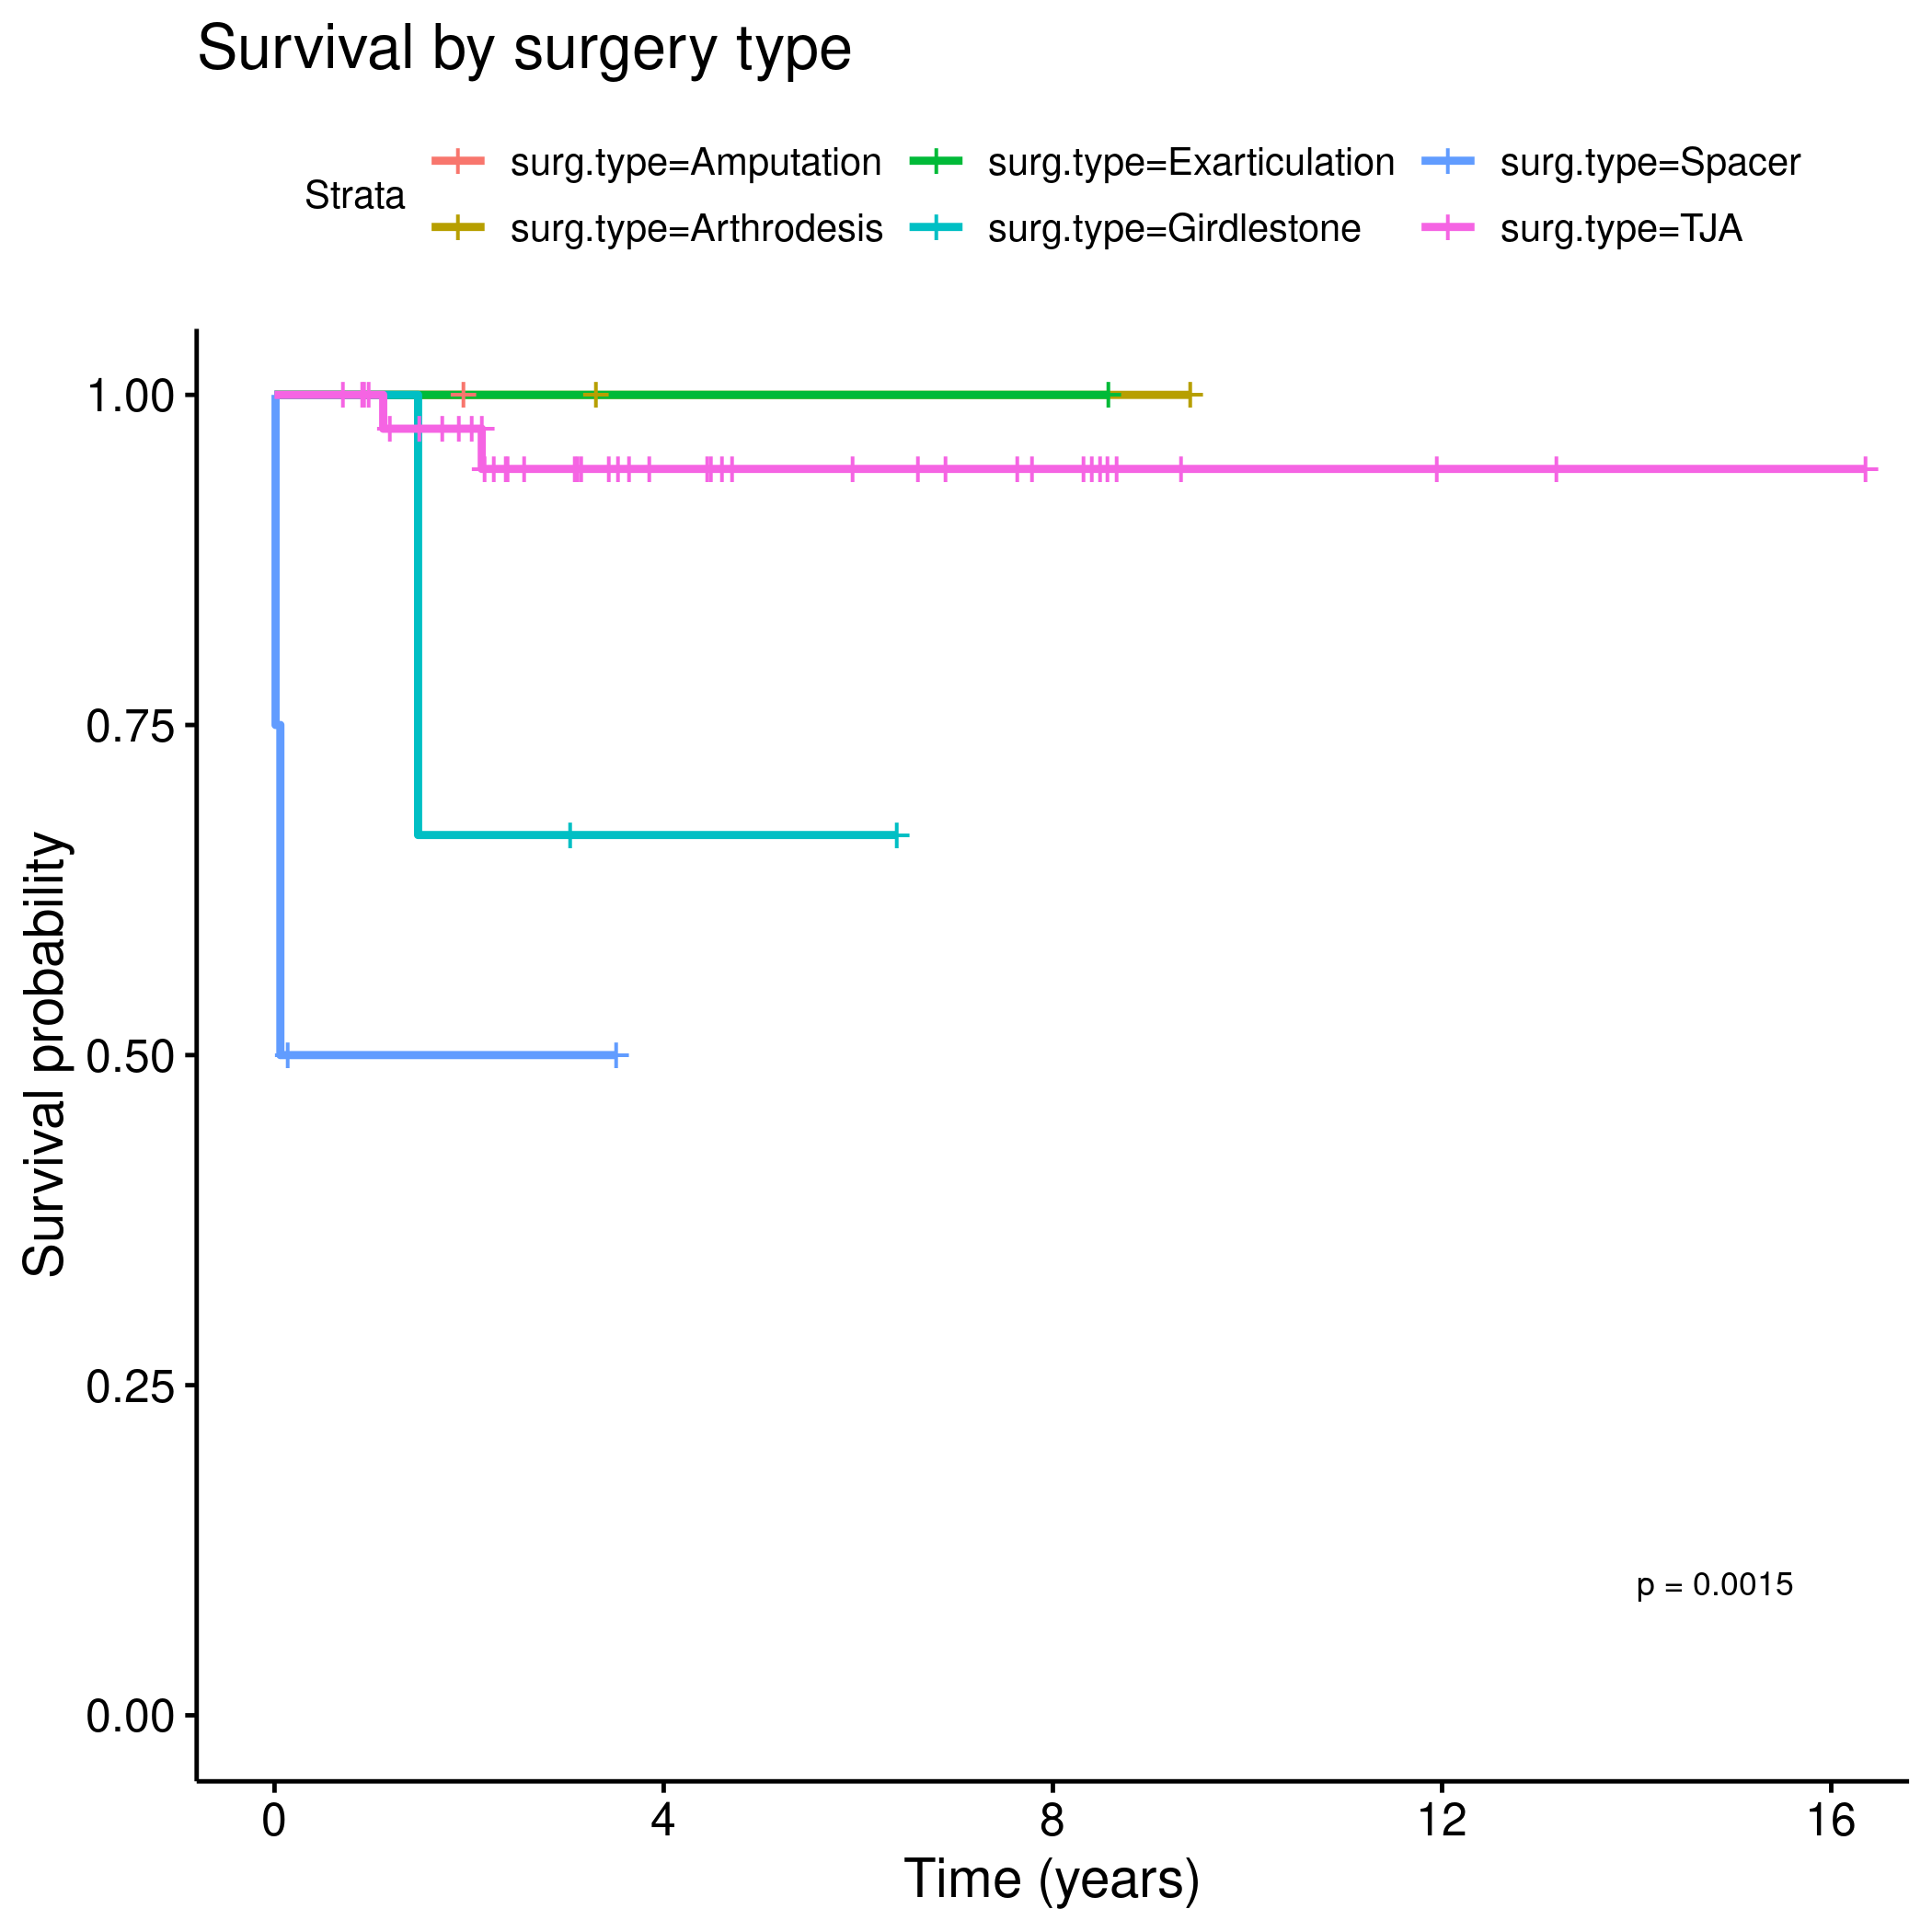 Survival by surgery type
Strata
surg.type=Amputation
surg.type=Exarticulation
surg.type=Spacer
surg.type=Arthrodesis
surg.type=Girdlestone
surg.type=TJA
Survival probability
1.00
0.75
0.50
0.25
0.00
p = 0.0015
0 4 8 12 16
Time (years)